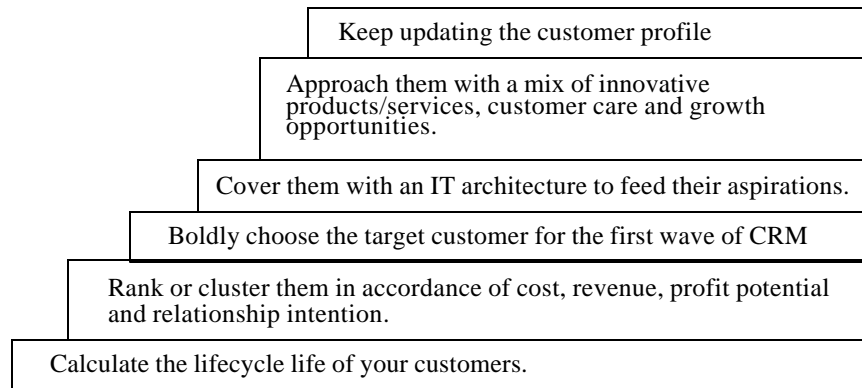 Keep updating the customer profile
Approach them with a mix of innovative
products/services, customer care and growth
opportunities.
Cover them with an IT architecture to feed their aspirations.
Boldly choose the target customer for the first wave of CRM
Rank or cluster them in accordance of cost, revenue, profit potential
and relationship intention.
Calculate the lifecycle life of your customers.